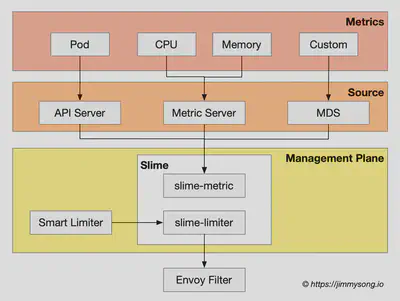 Metrics
Pod
CPU
Memory
Custom
Source
API Server
Metric Server
MDS
Management Plane
Slime
slime-metric
Smart Limiter
slime-limiter
Envoy Filter
© https://jimmysong.io